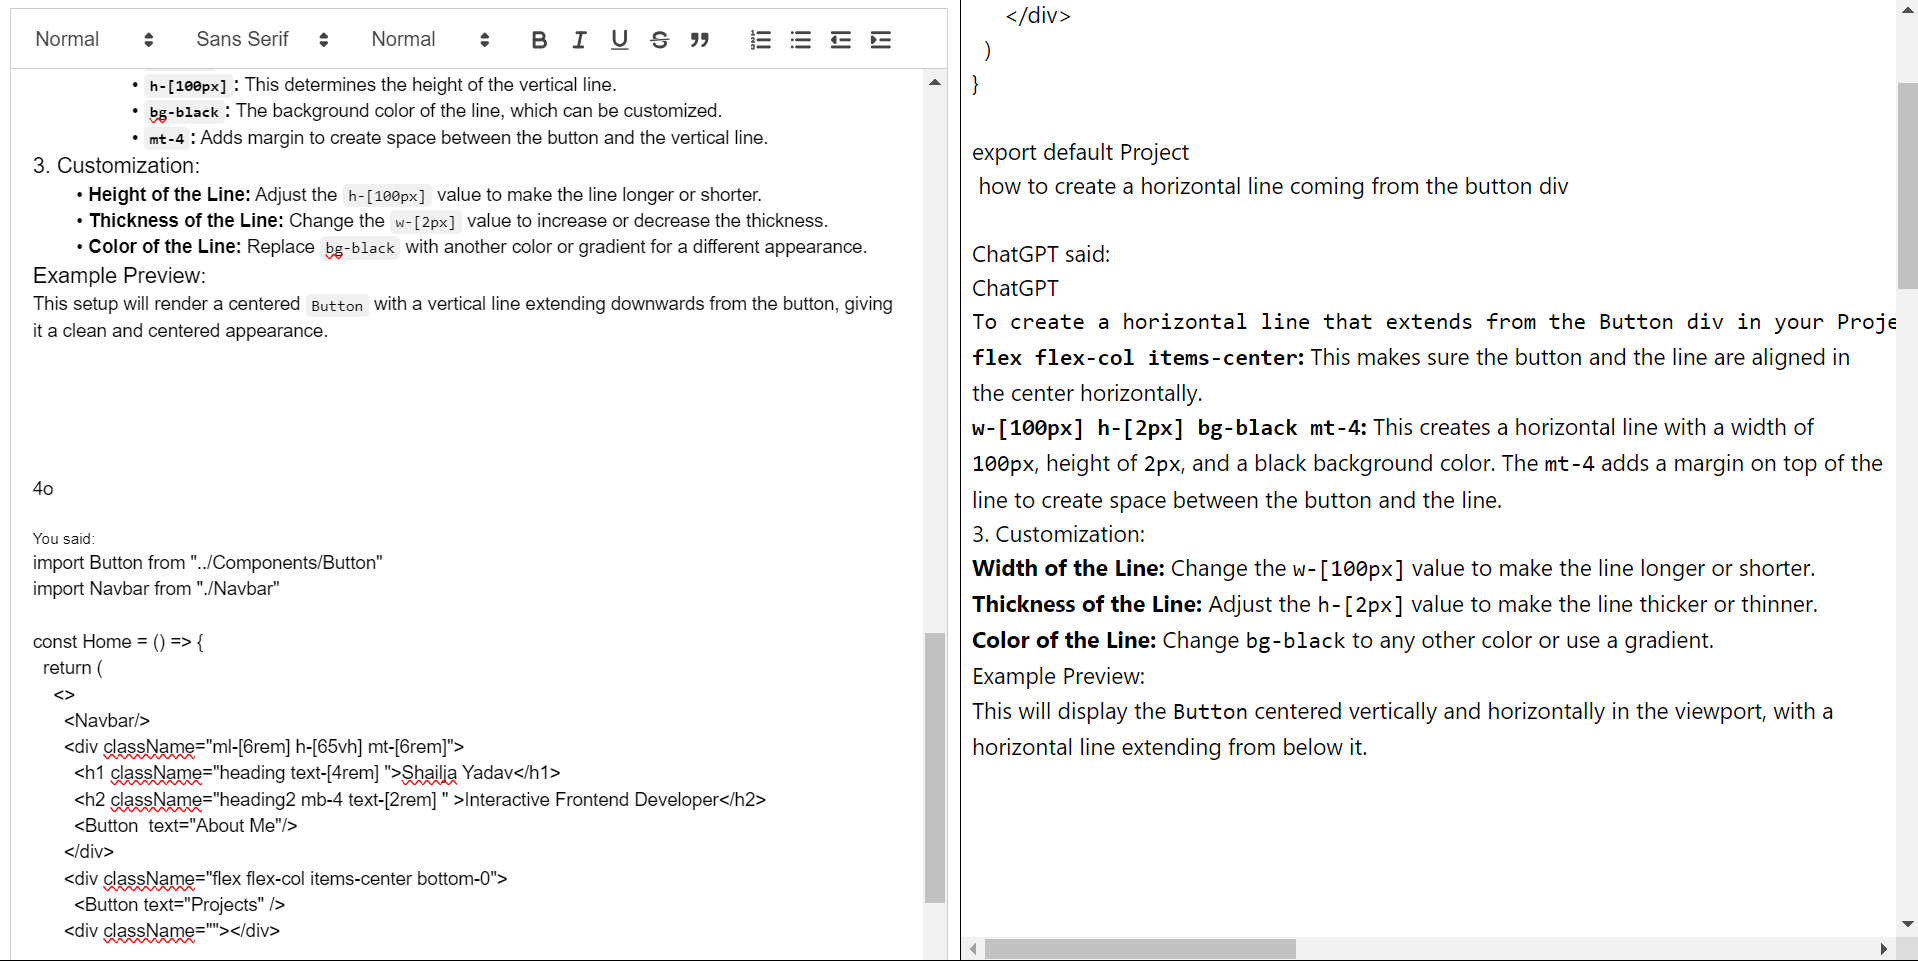 Normal Sans Serif Normal B I U S
• h-[100px] : This determines the height of the vertical line.
• bg-black : The background color of the line, which can be customized.
• mt-4 : Adds margin to create space between the button and the vertical line.
3. Customization:
• Height of the Line: Adjust the h-[100px] value to make the line longer or shorter.
• Thickness of the Line: Change the w-[2px] value to increase or decrease the thickness.
• Color of the Line: Replace bg-black with another color or gradient for a different appearance.
Example Preview:
This setup will render a centered Button with a vertical line extending downwards from the button, giving
it a clean and centered appearance.
4o
You said:
import Button from "../Components/Button"
import Navbar from "./Navbar"
const Home = () => {
return (
<>
<Navbar/>
<div className="ml-[6rem] h-[65vh] mt-[6rem]">
<h1 className="heading text-[4rem] ">Shailja Yadav</h1>
<h2 className="heading2 mb-4 text-[2rem] " >Interactive Frontend Developer</h2>
<Button  text="About Me"/>
</div>
<div className="flex flex-col items-center bottom-0">
<Button text="Projects" />
<div className=""></div>
</div>
)
}
export default Project
how to create a horizontal line coming from the button div
ChatGPT said:
ChatGPT
To create a horizontal line that extends from the Button div in your Proje
flex flex-col items-center: This makes sure the button and the line are aligned in
the center horizontally.
w-[100px] h-[2px] bg-black mt-4: This creates a horizontal line with a width of
100px, height of 2px, and a black background color. The mt-4 adds a margin on top of the
line to create space between the button and the line.
3. Customization:
Width of the Line: Change the w-[100px] value to make the line longer or shorter.
Thickness of the Line: Adjust the h-[2px] value to make the line thicker or thinner.
Color of the Line: Change bg-black to any other color or use a gradient.
Example Preview:
This will display the Button centered vertically and horizontally in the viewport, with a
horizontal line extending from below it.